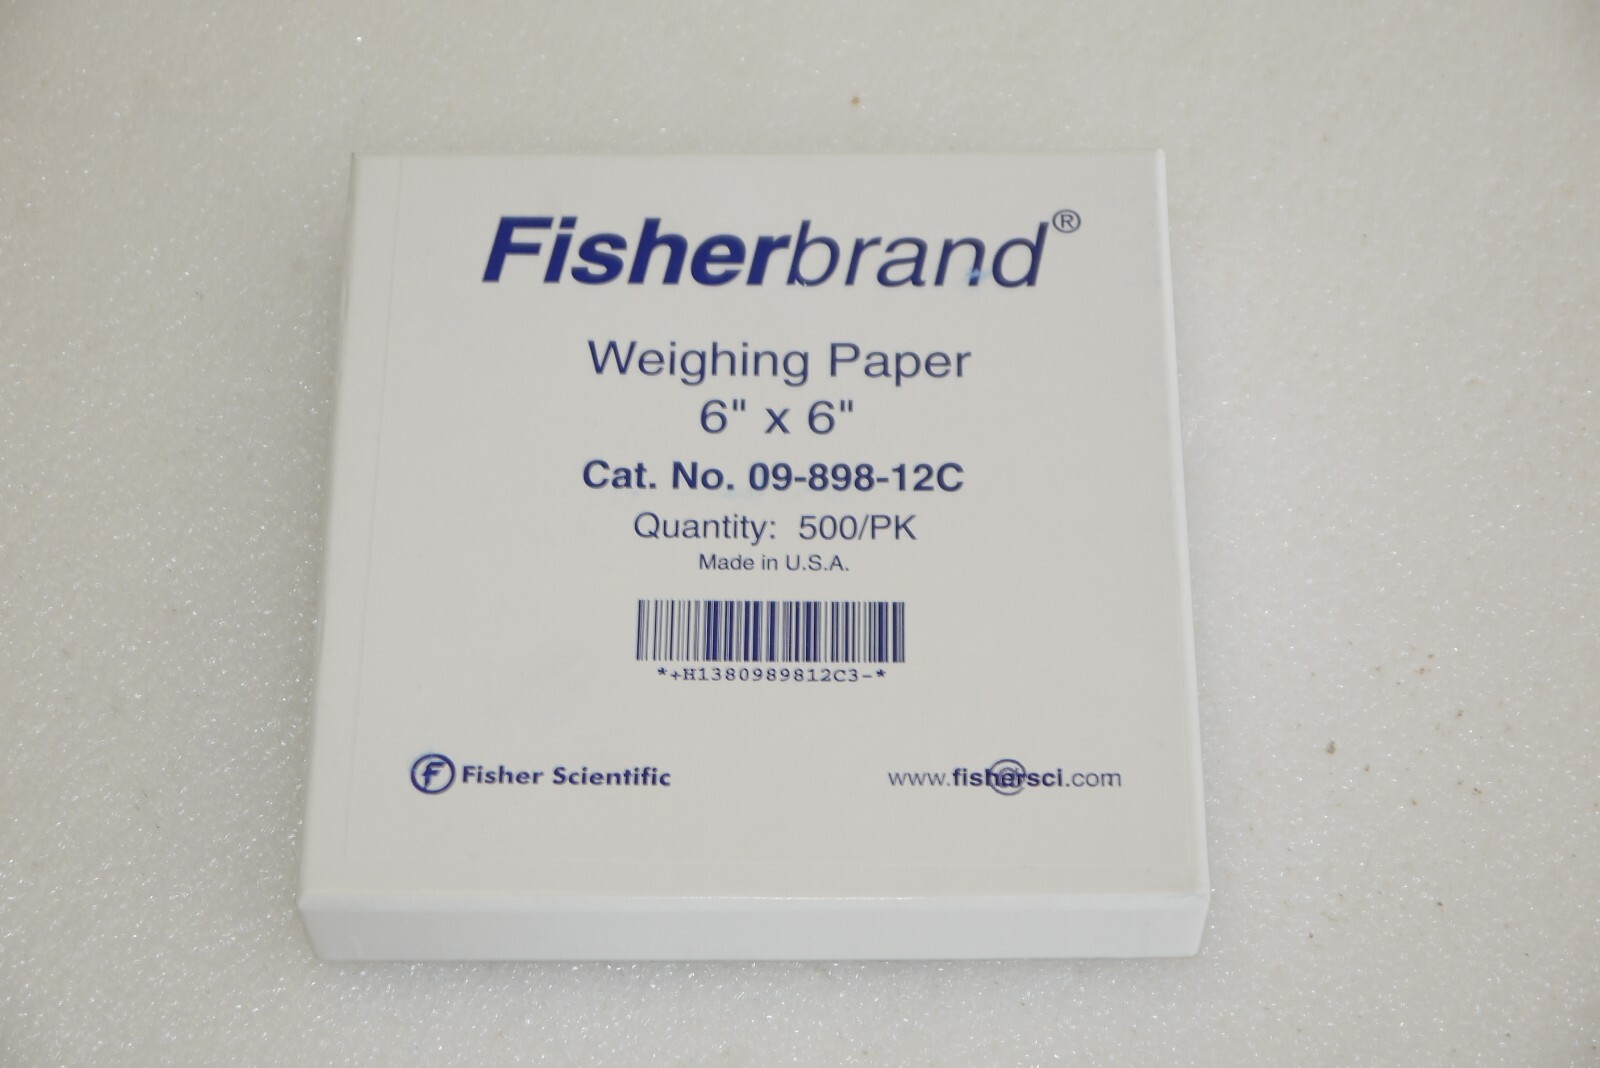 Fisherbrand®
Weighing Paper
6" x 6"
Cat. No. 09-898-12C
Quantity: 500/PK
Made in U.S.A.
*+H1380989812C3-*
F Fisher Scientific
www.fishersci.com